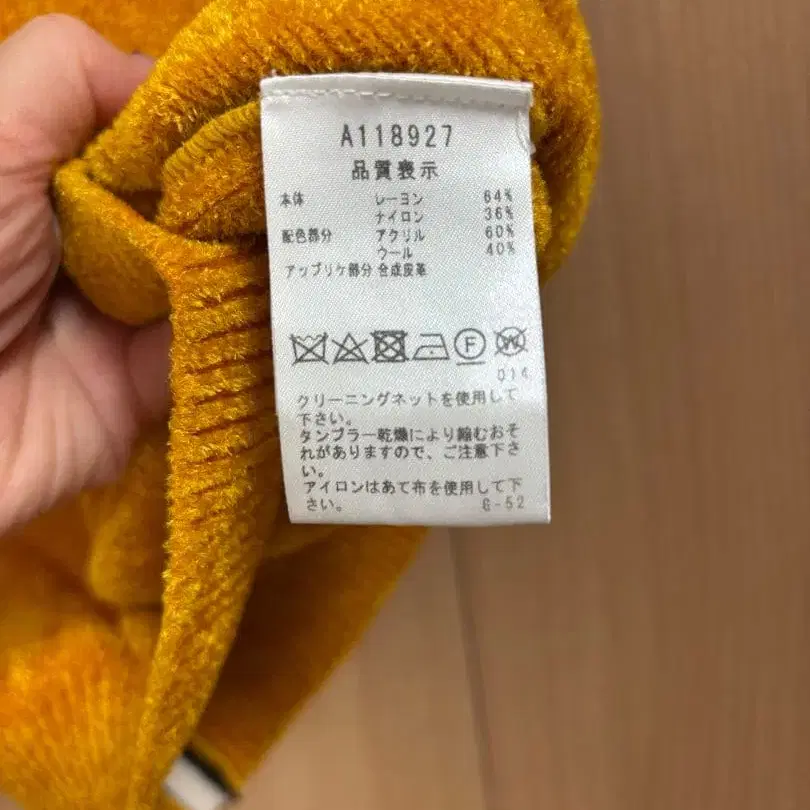 A118927
品質表示
本体 レーヨン 64%
ナイロン 36%
配色部分 アクリル 60%
ウール 40%
アップリケ部分 合成皮革
F W
014
クリーニングネットを使用して
下さい。
タンブラー乾燥により縮むおそ
れがありますので、ご注意下さ
い。
アイロンはあて布を使用して下
さい。 G-52